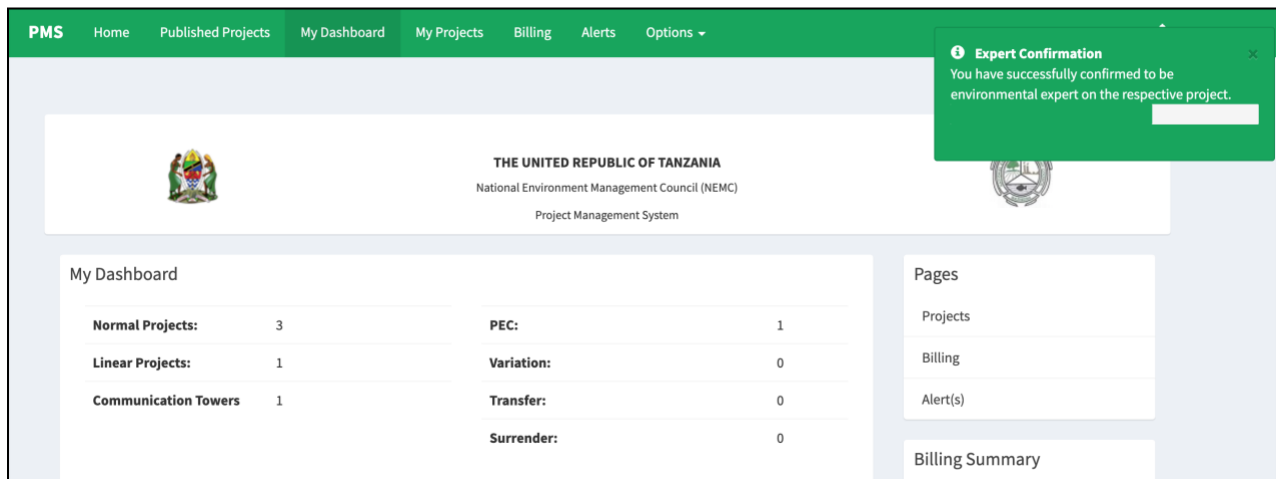 PMS Home Published Projects My Dashboard My Projects Billing Alerts Options
Expert Confirmation ×
You have successfully confirmed to be
environmental expert on the respective project.
THE UNITED REPUBLIC OF TANZANIA
National Environment Management Council (NEMC)
Project Management System
My Dashboard
Normal Projects: 3
Linear Projects: 1
Communication Towers 1
PEC: 1
Variation: 0
Transfer: 0
Surrender: 0
Pages
Projects
Billing
Alert(s)
Billing Summary